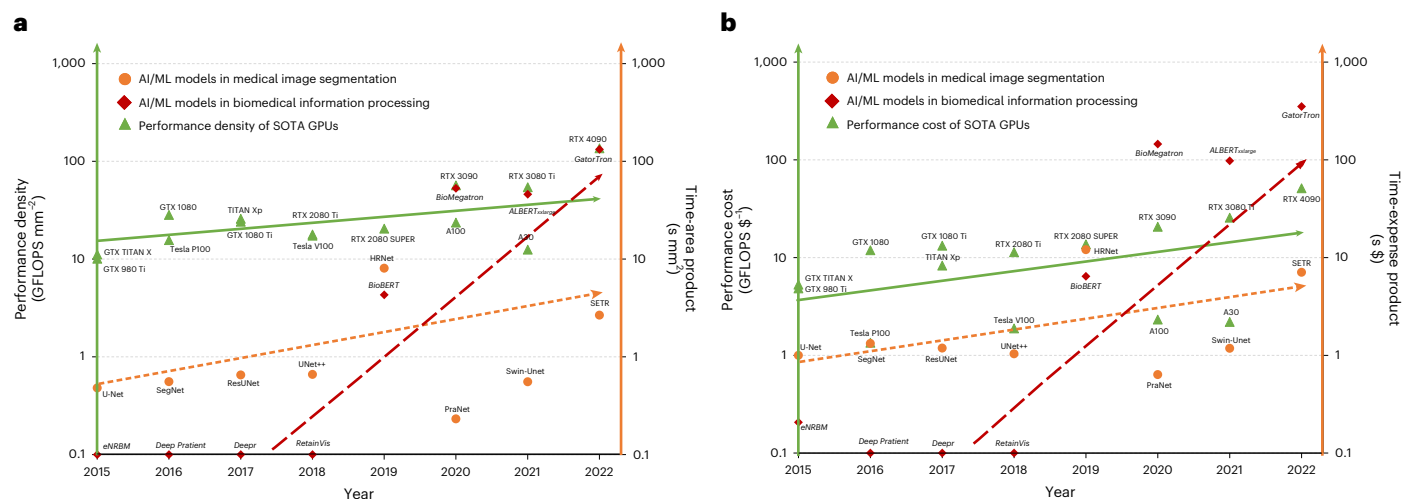 a
1,000
100
10
1
0.1
Performance density
(GFLOPS mm⁻²)
AI/ML models in medical image segmentation
AI/ML models in biomedical information processing
Performance density of SOTA GPUs
RTX 4090
GatorTron
RTX 3090
BioMegatron
RTX 3080 Ti
ALBERTxxlarge
GTX 1080
TITAN Xp
GTX 1080 Ti
RTX 2080 Ti
Tesla P100
Tesla V100
RTX 2080 SUPER
A100
A30
GTX TITAN X
GTX 980 Ti
HRNet
BioBERT
SETR
UNet++
U-Net
SegNet
ResUNet
Swin-Unet
PraNet
eNRBM
Deep Pratient
Deepr
RetainVis
2015
2016
2017
2018
2019
2020
2021
2022
Year
1,000
100
10
1
0.1
Time-area product
(s mm²)
b
1,000
100
10
1
0.1
Performance cost
(GFLOPS $⁻¹)
AI/ML models in medical image segmentation
AI/ML models in biomedical information processing
Performance cost of SOTA GPUs
GatorTron
BioMegatron
ALBERTxxlarge
RTX 4090
RTX 3080 Ti
RTX 3090
GTX 1080
GTX 1080 Ti
TITAN Xp
RTX 2080 Ti
RTX 2080 SUPER
HRNet
BioBERT
SETR
GTX TITAN X
GTX 980 Ti
Tesla P100
Tesla V100
A100
A30
U-Net
SegNet
ResUNet
UNet++
Swin-Unet
PraNet
eNRBM
Deep Pratient
Deepr
RetainVis
2015
2016
2017
2018
2019
2020
2021
2022
Year
1,000
100
10
1
0.1
Time-expense product
(s $)